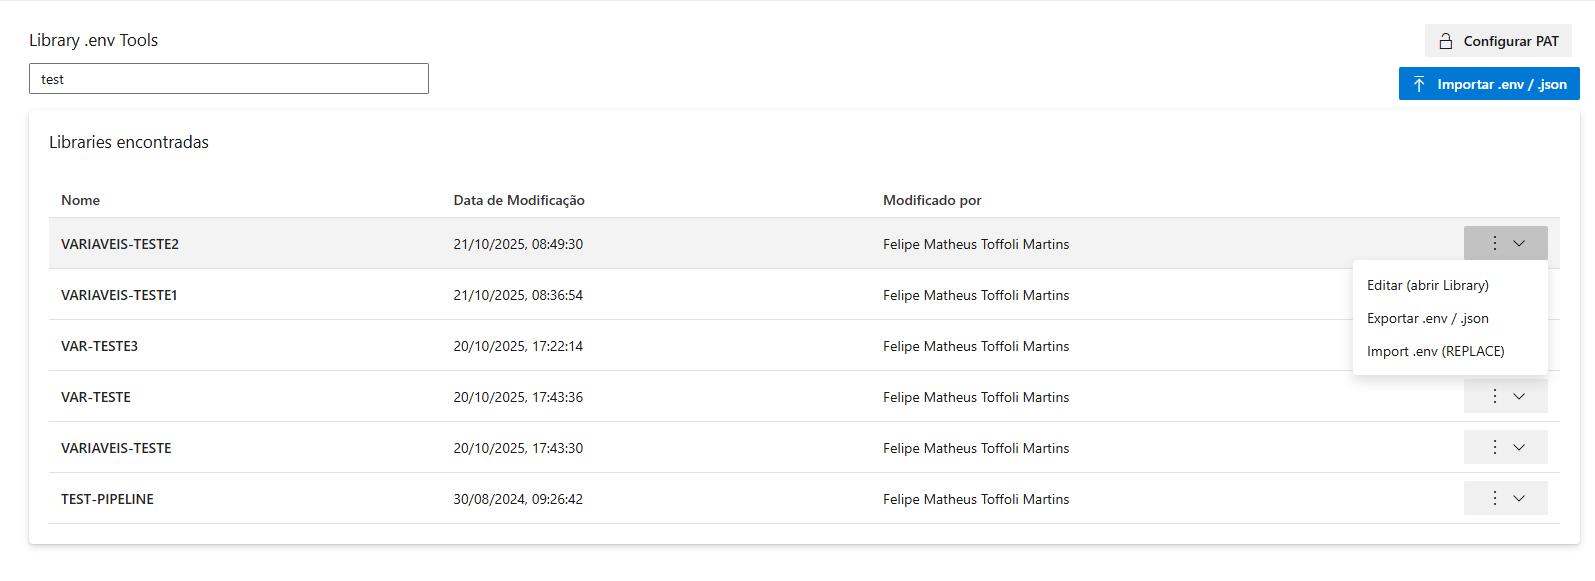 Library .env Tools
Configurar PAT
test
Importar .env / .json
Libraries encontradas
Nome Data de Modificação Modificado por
VARIAVEIS-TESTE2 21/10/2025, 08:49:30 Felipe Matheus Toffoli Martins
Editar (abrir Library)
VARIAVEIS-TESTE1 21/10/2025, 08:36:54 Felipe Matheus Toffoli Martins
Exportar .env / .json
VAR-TESTE3 20/10/2025, 17:22:14 Felipe Matheus Toffoli Martins
Import .env (REPLACE)
VAR-TESTE 20/10/2025, 17:43:36 Felipe Matheus Toffoli Martins
VARIAVEIS-TESTE 20/10/2025, 17:43:30 Felipe Matheus Toffoli Martins
TEST-PIPELINE 30/08/2024, 09:26:42 Felipe Matheus Toffoli Martins